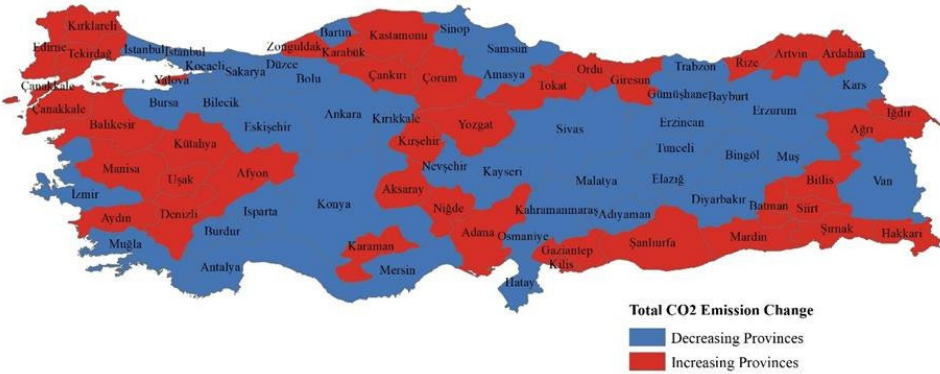 Kırklareli
Edirne
Tekirdağ
İstanbul
İstanbul
Kocaeli
Yalova
Sakarya
Düzce
Bolu
Zonguldak
Bartın
Karabük
Kastamonu
Sinop
Samsun
Çankırı
Çorum
Amasya
Tokat
Ordu
Giresun
Trabzon
Rize
Artvin
Ardahan
Kars
Gümüşhane
Bayburt
Erzurum
Iğdır
Ağrı
Çanakkale
Çanakkale
Balıkesir
Bursa
Bilecik
Eskişehir
Ankara
Kırıkkale
Kırşehir
Yozgat
Sivas
Erzincan
Tunceli
Bingöl
Muş
Bitlis
Van
Kütahya
Manisa
Uşak
Afyon
İzmir
Aydın
Denizli
Isparta
Burdur
Muğla
Antalya
Konya
Aksaray
Nevşehir
Kayseri
Niğde
Karaman
Mersin
Adana
Osmaniye
Hatay
Kahramanmaraş
Malatya
Elazığ
Adıyaman
Diyarbakır
Batman
Siirt
Şırnak
Hakkari
Gaziantep
Kilis
Şanlıurfa
Mardin
Total CO2 Emission Change
Decreasing Provinces
Increasing Provinces